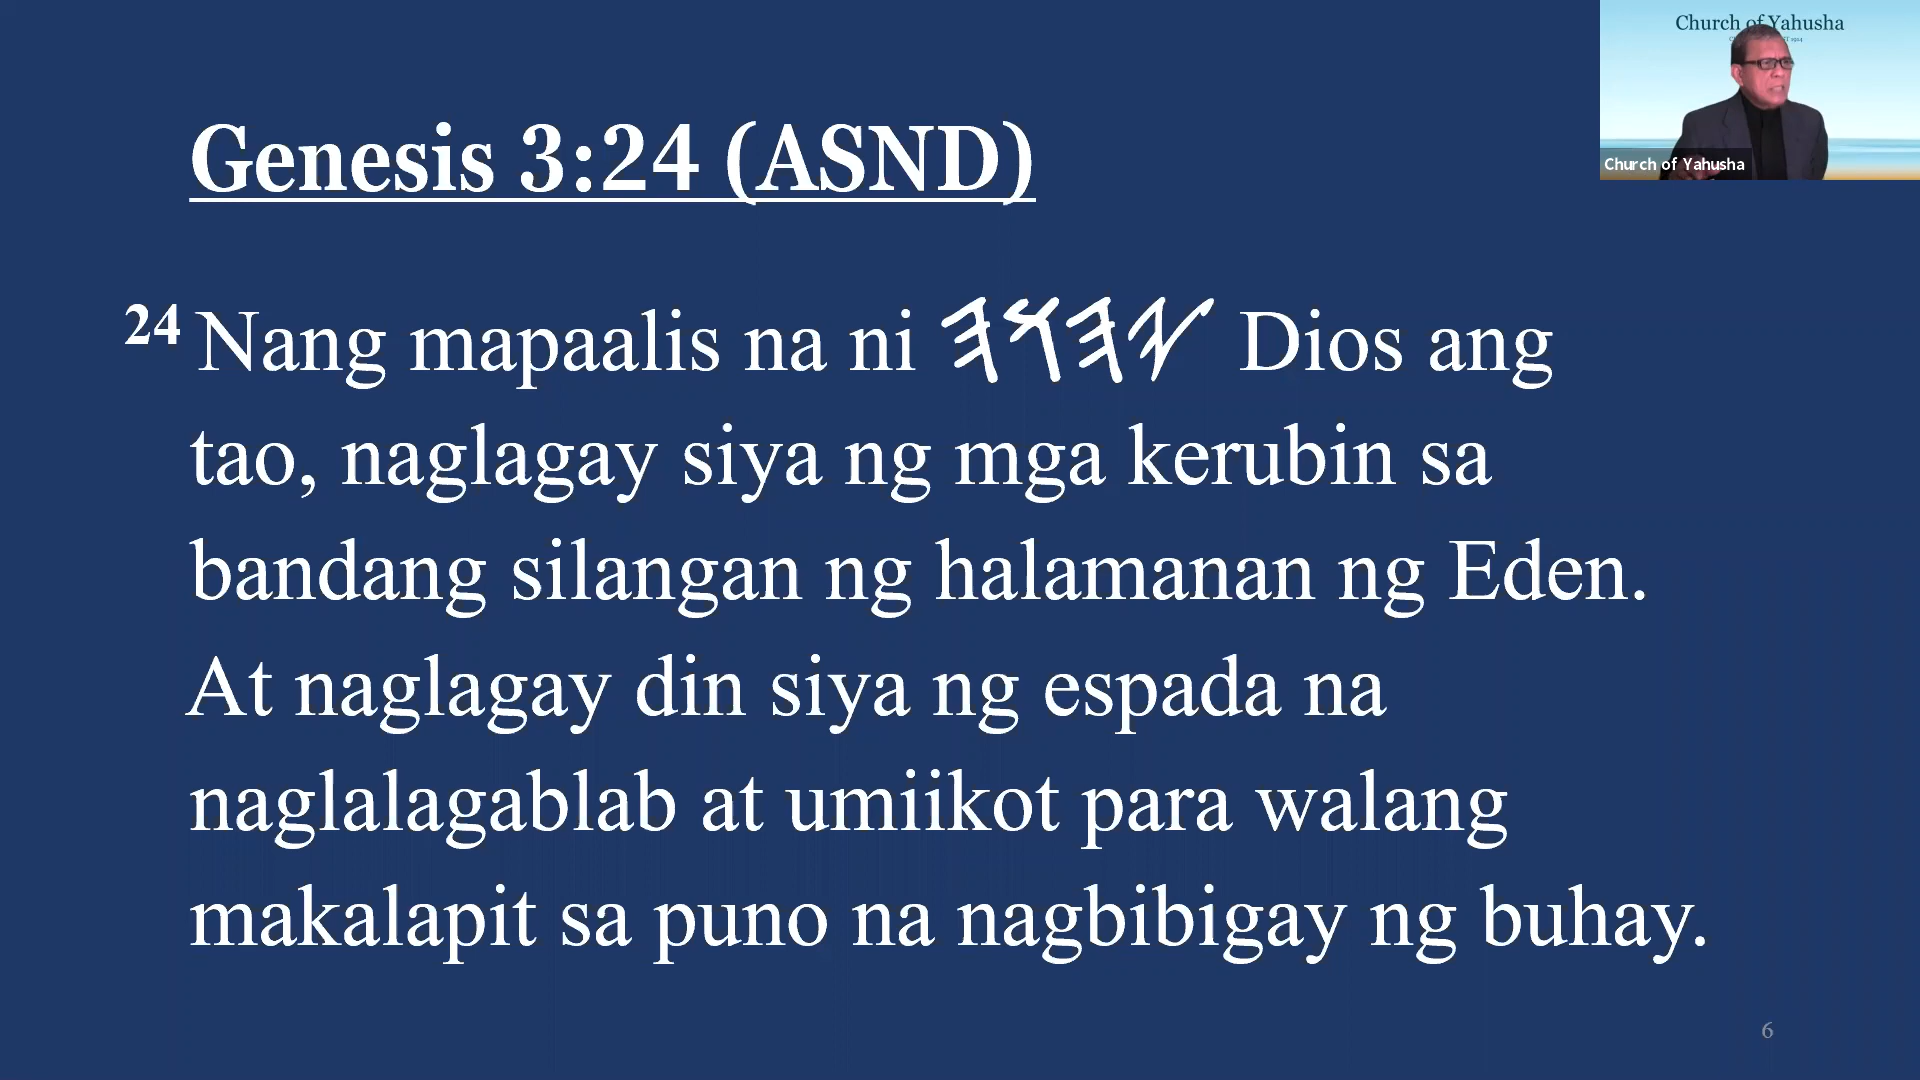 Church of Yahusha
Church of Yahusha
Genesis 3:24 (ASND)
24 Nang mapaalis na ni 𐤉𐤄𐤅𐤄 Dios ang
tao, naglagay siya ng mga kerubin sa
bandang silangan ng halamanan ng Eden.
At naglagay din siya ng espada na
naglalagablab at umiikot para walang
makalapit sa puno na nagbibigay ng buhay.
6